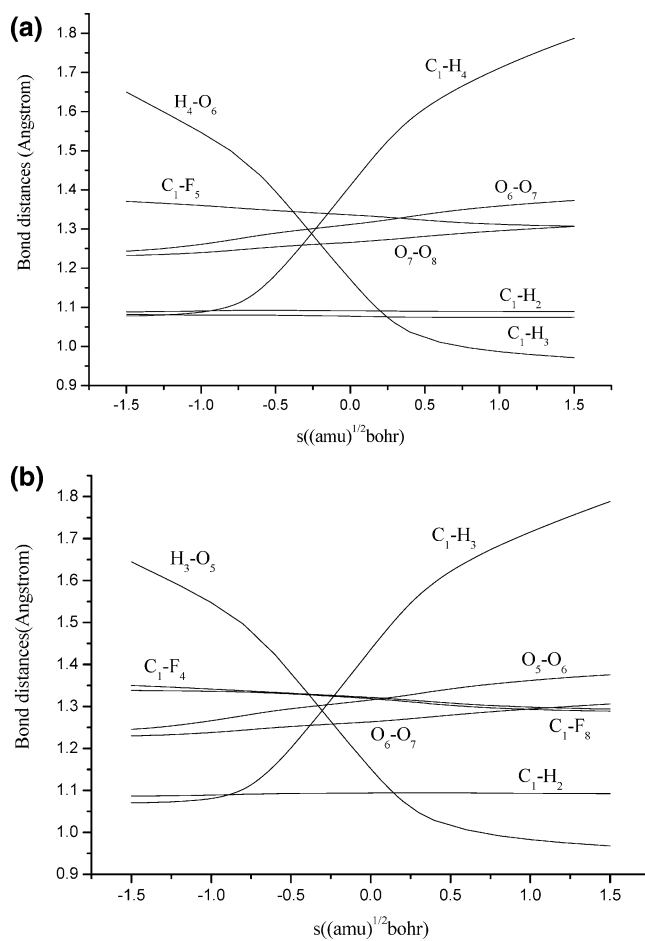 (a)
Bond distances (Angstrom)
1.8
1.7
1.6
1.5
1.4
1.3
1.2
1.1
1.0
0.9
C₁-H₄
H₄-O₆
C₁-F₅
O₆-O₇
O₇-O₈
C₁-H₂
C₁-H₃
-1.5 -1.0 -0.5 0.0 0.5 1.0 1.5
s((amu)^1/2bohr)
(b)
Bond distances(Angstrom)
1.8
1.7
1.6
1.5
1.4
1.3
1.2
1.1
1.0
0.9
C₁-H₃
H₃-O₅
C₁-F₄
O₅-O₆
C₁-F₈
O₆-O₇
C₁-H₂
-1.5 -1.0 -0.5 0.0 0.5 1.0 1.5
s((amu)^1/2bohr)